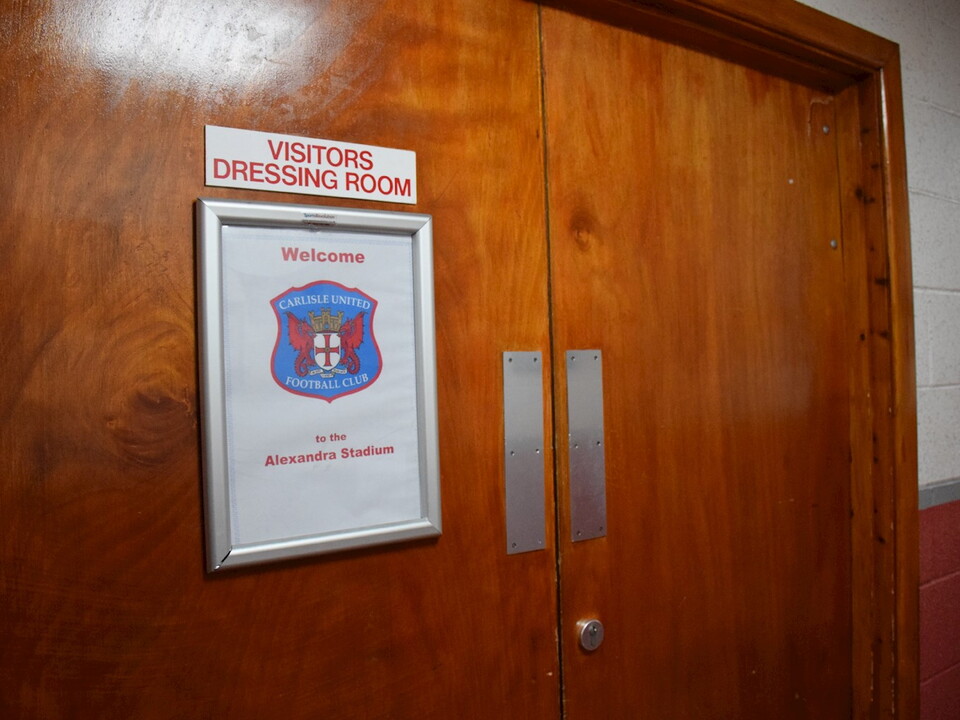 VISITORS
DRESSING ROOM
Welcome
CARLISLE UNITED
FOOTBALL CLUB
to the
Alexandra Stadium